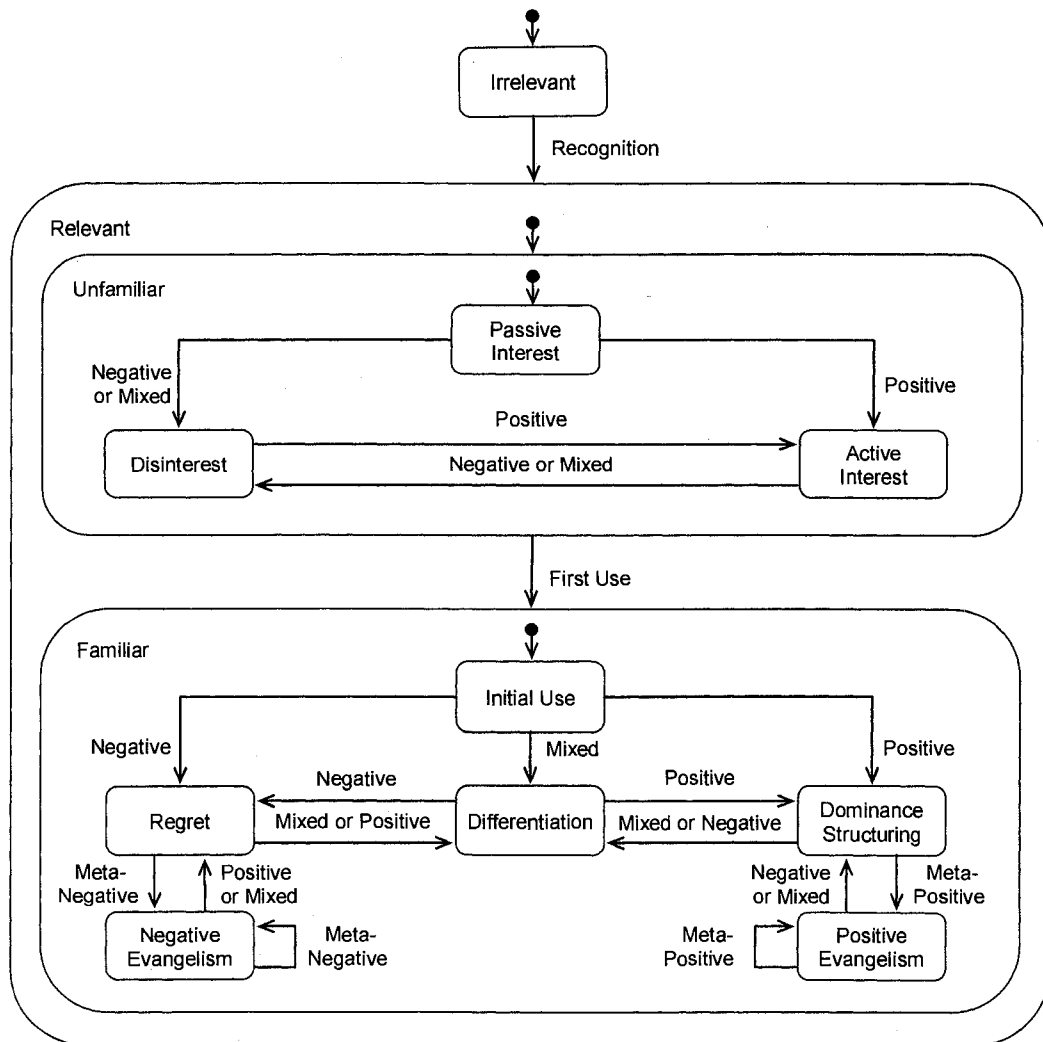 Irrelevant
Recognition
Relevant
Unfamiliar
Passive
Interest
Negative
or Mixed
Positive
Positive
Disinterest
Negative or Mixed
Active
Interest
First Use
Familiar
Initial Use
Negative
Mixed
Positive
Negative
Positive
Regret
Mixed or Positive
Differentiation
Mixed or Negative
Dominance
Structuring
Meta-
Negative
Positive
or Mixed
Negative
or Mixed
Meta-
Positive
Negative
Evangelism
Meta-
Negative
Meta-
Positive
Positive
Evangelism